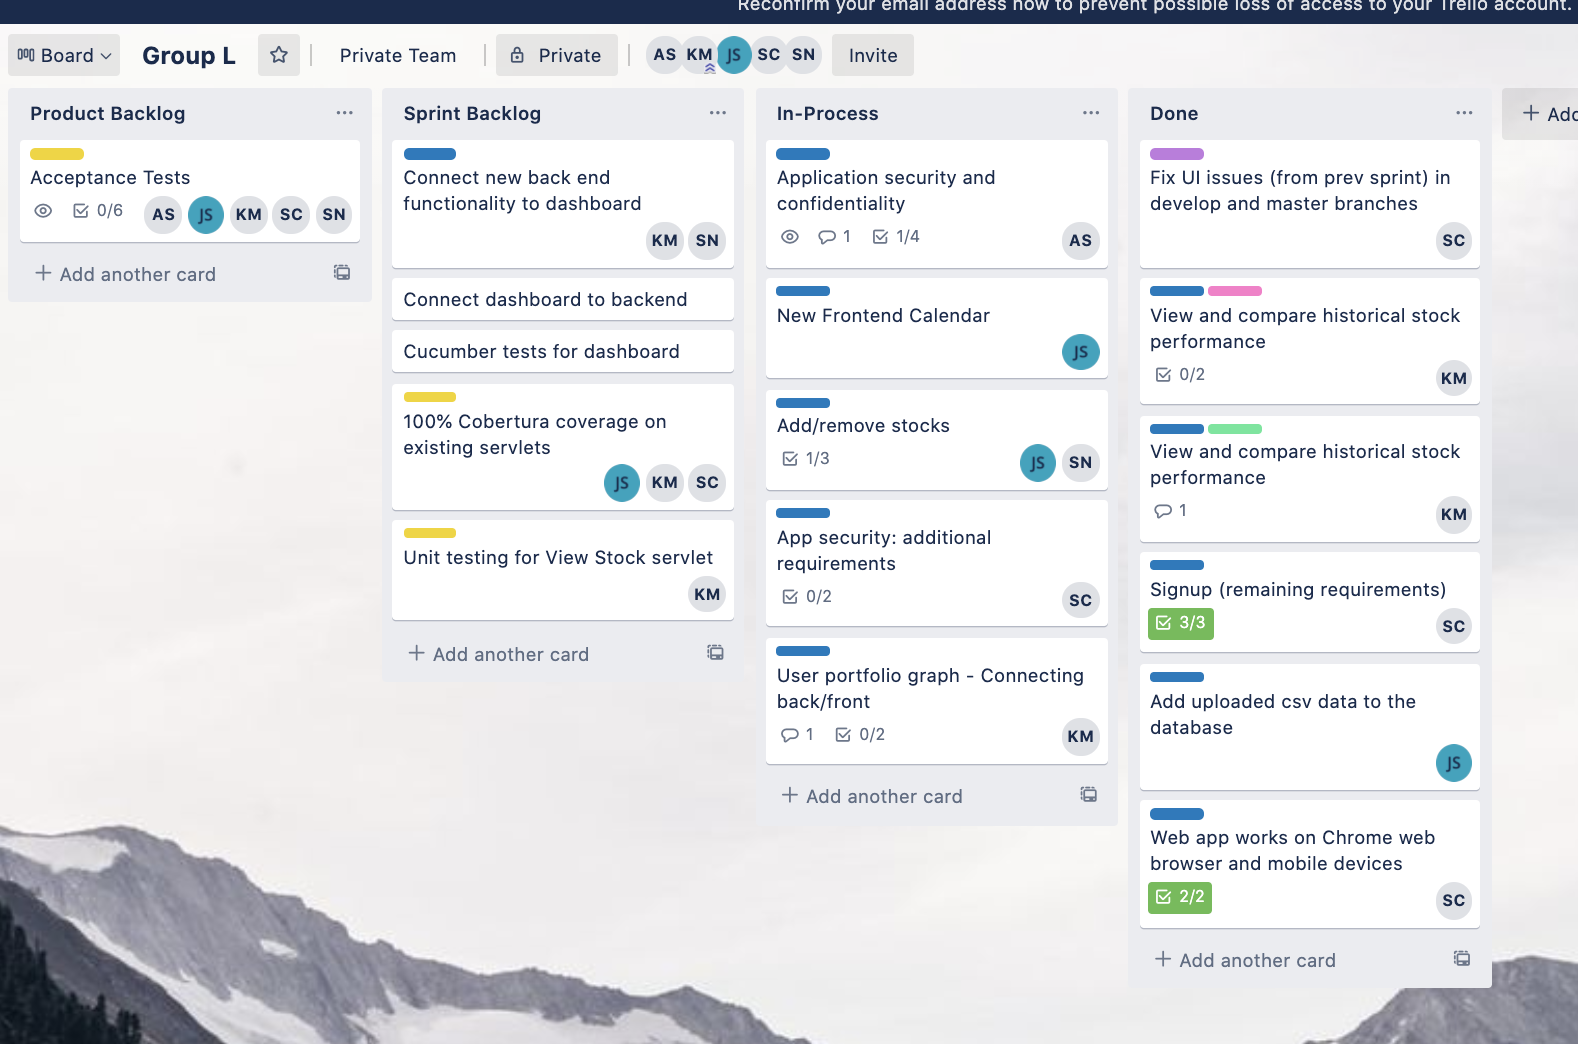 Reconfirm your email address now to prevent possible loss of access to your Trello account.
Board
Group L
Private Team
Private
AS KM JS SC SN
Invite
Product Backlog
Acceptance Tests
0/6
AS JS KM SC SN
+ Add another card
Sprint Backlog
Connect new back end
functionality to dashboard
KM SN
Connect dashboard to backend
Cucumber tests for dashboard
100% Cobertura coverage on
existing servlets
JS KM SC
Unit testing for View Stock servlet
KM
+ Add another card
In-Process
Application security and
confidentiality
1 1/4
AS
New Frontend Calendar
JS
Add/remove stocks
1/3
JS SN
App security: additional
requirements
0/2
SC
User portfolio graph - Connecting
back/front
1 0/2
KM
+ Add another card
Done
Fix UI issues (from prev sprint) in
develop and master branches
SC
View and compare historical stock
performance
0/2
KM
View and compare historical stock
performance
1
KM
Signup (remaining requirements)
3/3
SC
Add uploaded csv data to the
database
JS
Web app works on Chrome web
browser and mobile devices
2/2
SC
+ Add another card
+ Add